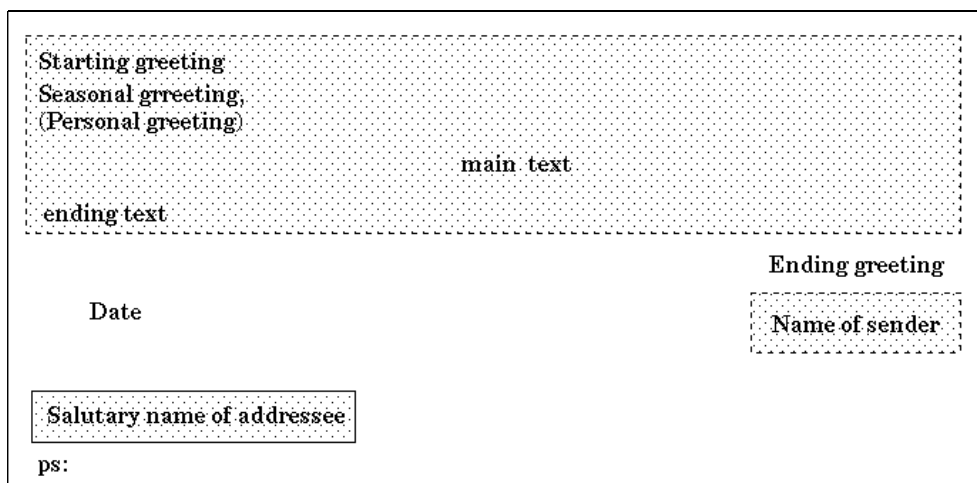 Starting greeting
Seasonal grreeting,
(Personal greeting)
main text
ending text
Ending greeting
Date
Name of sender
Salutary name of addressee
ps: